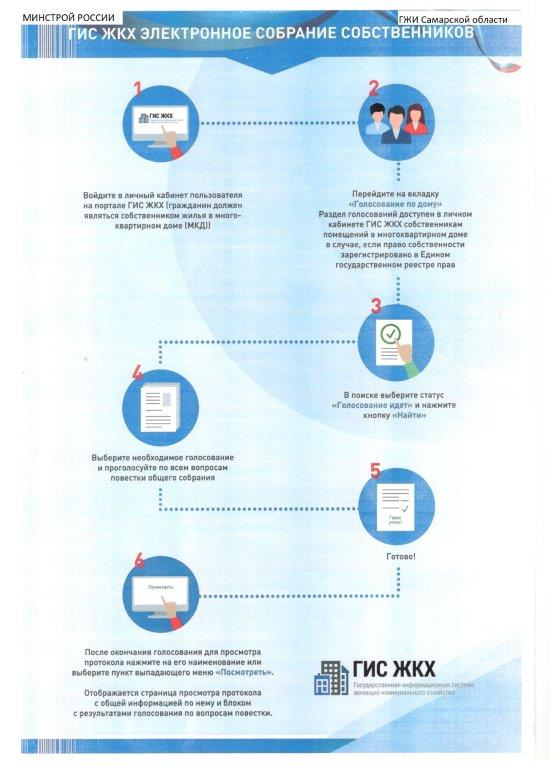 МИНСТРОЙ РОССИИ
ГЖИ Самарской области
ГИС ЖКХ ЭЛЕКТРОННОЕ СОБРАНИЕ СОБСТВЕННИКОВ
1
ГИС ЖКХ
Войдите в личный кабинет пользователя
на портале ГИС ЖКХ (гражданин должен
являться собственником жилья в много-
квартирном доме (МКД))
2
Перейдите на вкладку
«Голосование по дому»
Раздел голосований доступен в личном
кабинете ГИС ЖКХ собственникам
помещений в многоквартирном доме
в случае, если право собственности
зарегистрировано в Едином
государственном реестре прав
3
В поиске выберите статус
«Голосование идет» и нажмите
кнопку «Найти»
4
Выберите необходимое голосование
и проголосуйте по всем вопросам
повестки общего собрания
5
Голос
учтен!
Готово!
6
Посмотреть
После окончания голосования для просмотра
протокола нажмите на его наименование или
выберите пункт выпадающего меню «Посмотреть».
Отображается страница просмотра протокола
с общей информацией по нему и блоком
с результатами голосования по вопросам повестки.
ГИС ЖКХ
Государственная информационная система
жилищно-коммунального хозяйства